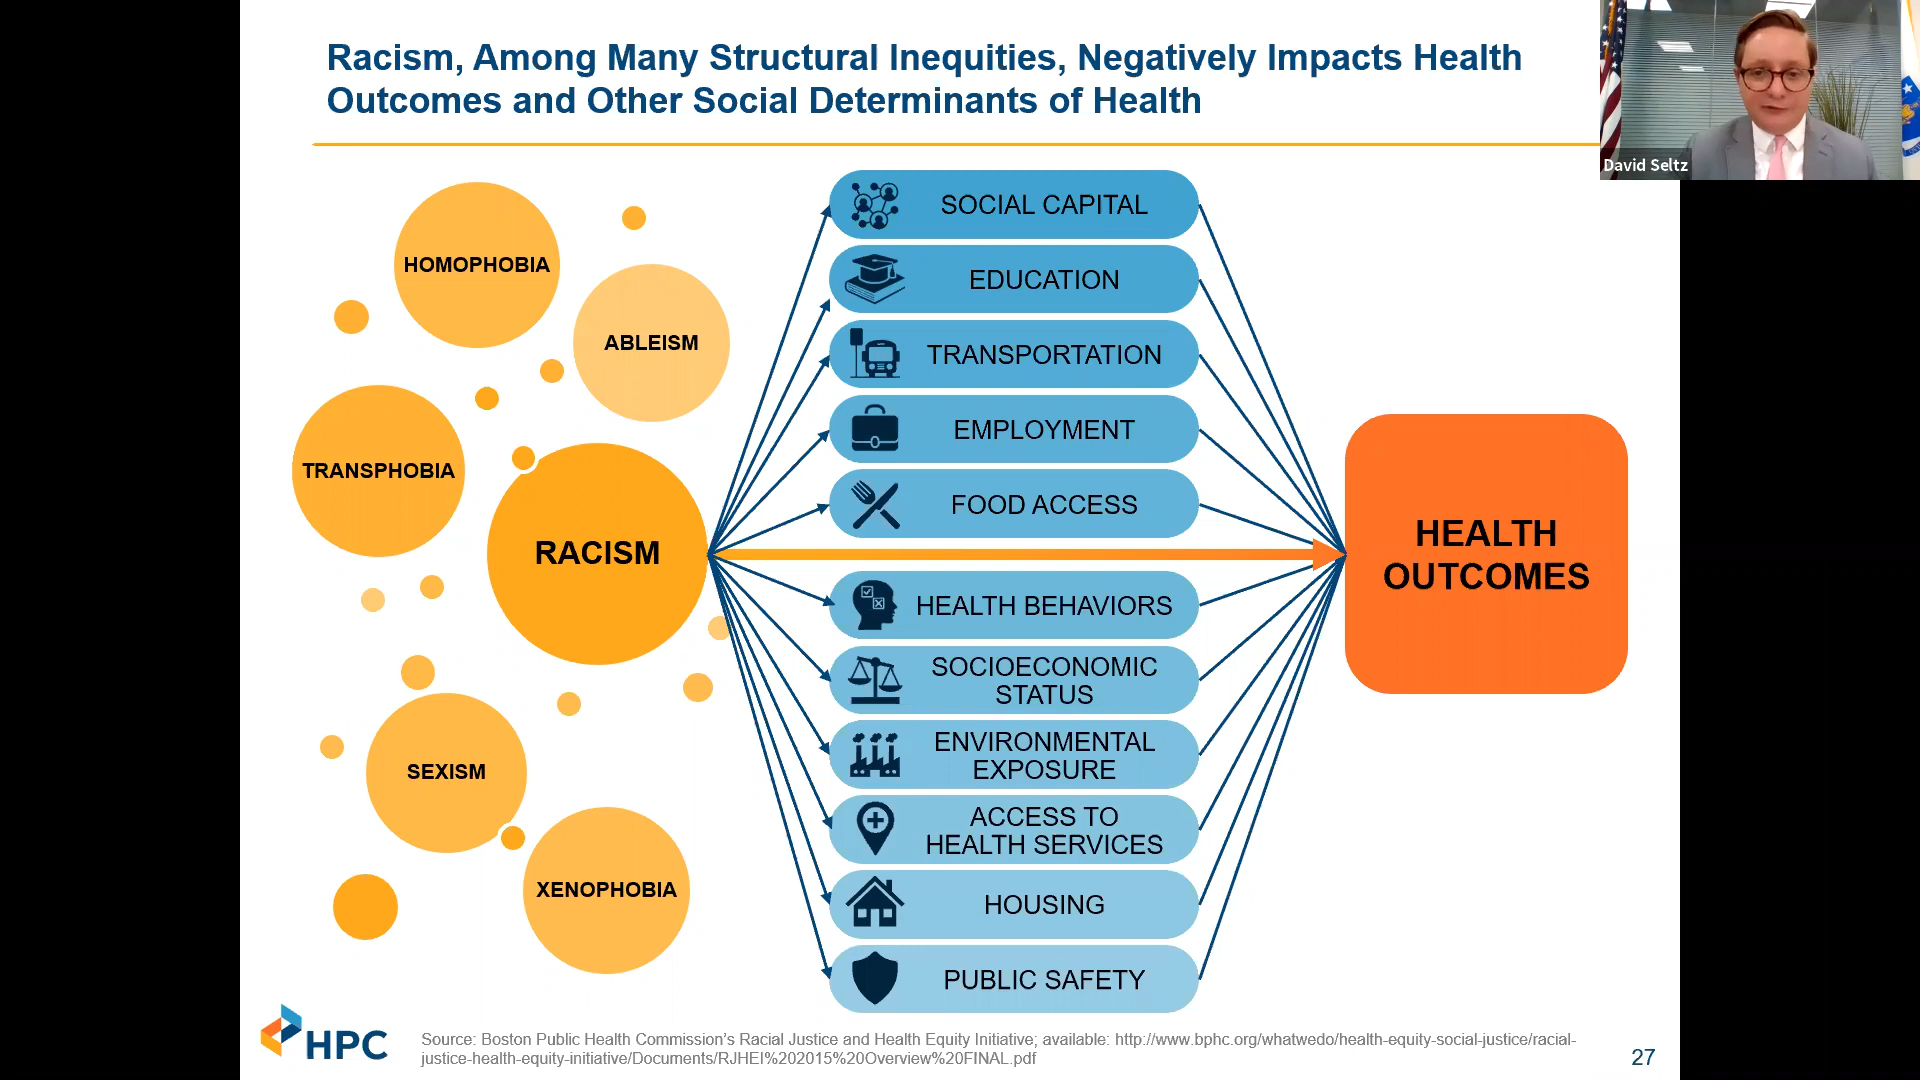 Racism, Among Many Structural Inequities, Negatively Impacts Health
Outcomes and Other Social Determinants of Health
David Seltz
HOMOPHOBIA
ABLEISM
TRANSPHOBIA
RACISM
SEXISM
XENOPHOBIA
SOCIAL CAPITAL
EDUCATION
TRANSPORTATION
EMPLOYMENT
FOOD ACCESS
HEALTH BEHAVIORS
SOCIOECONOMIC
STATUS
ENVIRONMENTAL
EXPOSURE
ACCESS TO
HEALTH SERVICES
HOUSING
PUBLIC SAFETY
HEALTH
OUTCOMES
HPC
Source: Boston Public Health Commission's Racial Justice and Health Equity Initiative; available: http://www.bphc.org/whatwedo/health-equity-social-justice/racial-
justice-health-equity-initiative/Documents/RJHEI%202015%20Overview%20FINAL.pdf
27